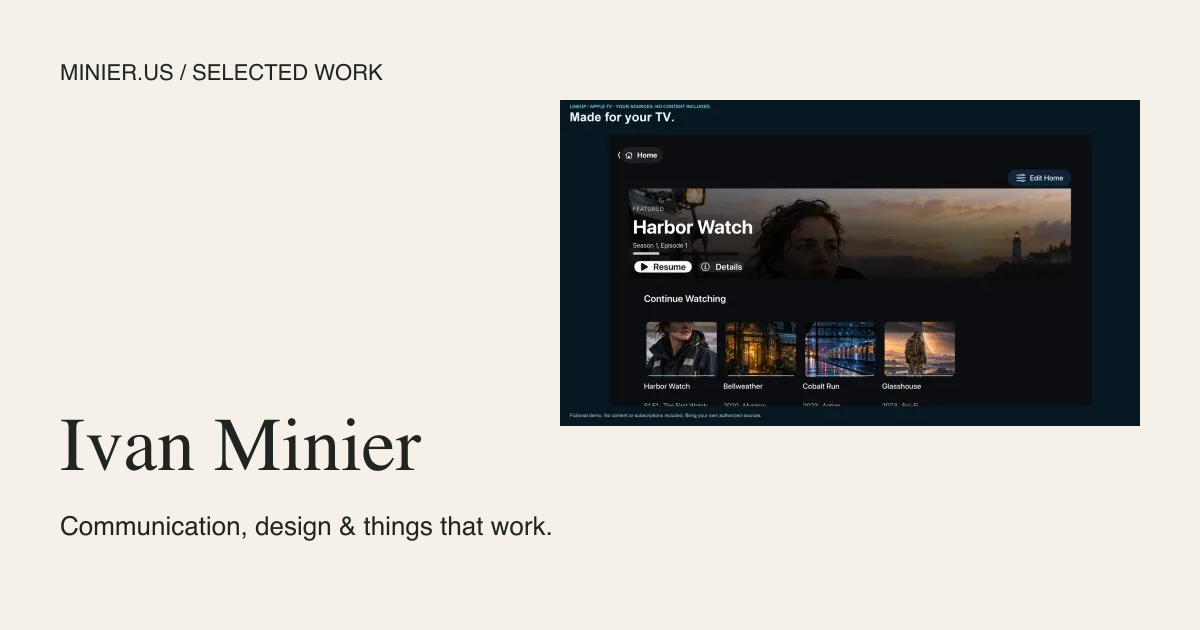 MINIER.US / SELECTED WORK
LINEUP / APPLE TV · YOUR SOURCES. NO CONTENT INCLUDED.
Made for your TV.
Home
Edit Home
FEATURED
Harbor Watch
Season 1, Episode 1
Resume
Details
Continue Watching
Harbor Watch
Bellweather
Cobalt Run
Glasshouse
Fictional demo. No content or subscriptions included. Bring your own authorized sources.
Ivan Minier
Communication, design & things that work.